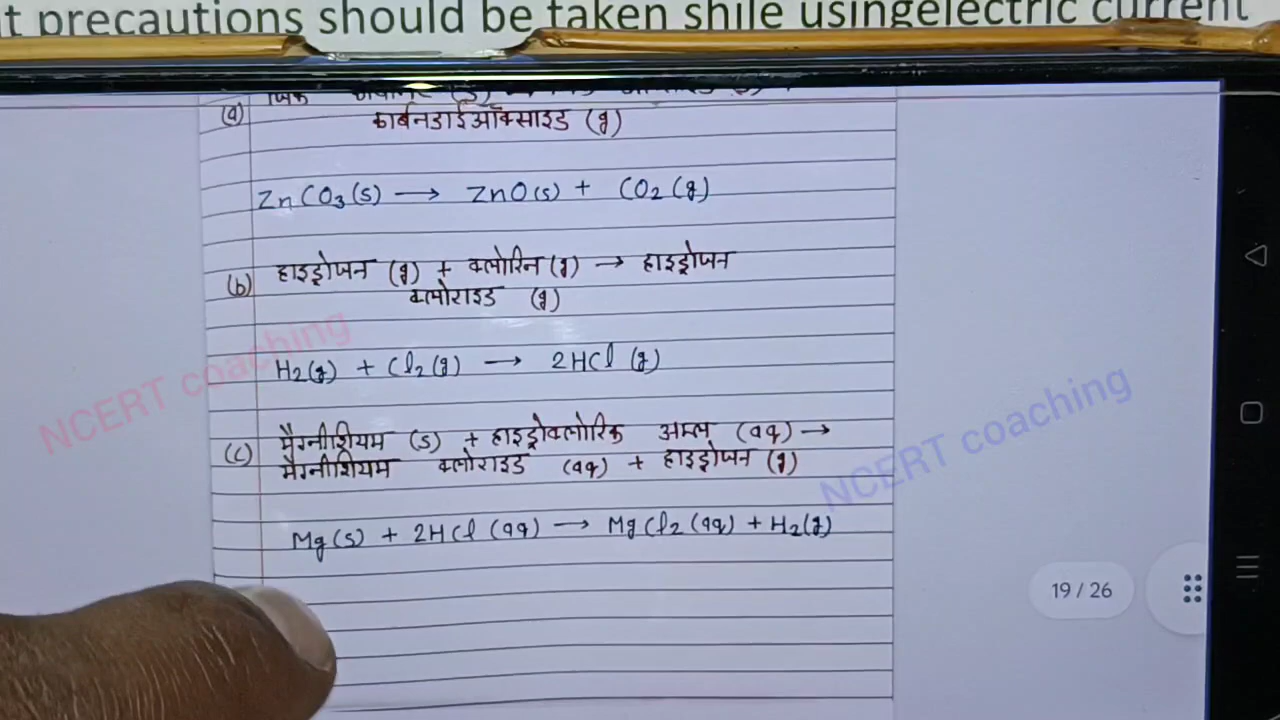 t precautions should be taken shile usingelectric current
(a)
कार्बनडाईऑक्साइड (g)
ZnCO3(s) → ZnO(s) + CO2(g)
(b) हाइड्रोजन (g) + क्लोरिन (g) → हाइड्रोजन
क्लोराइड (g)
H2(g) + Cl2(g) → 2HCl (g)
(c) मैग्नीशियम (s) + हाइड्रोक्लोरिक अम्ल (aq) →
मैग्नीशियम क्लोराइड (aq) + हाइड्रोजन (g)
Mg(s) + 2HCl (aq) → MgCl2 (aq) + H2(g)
NCERT coaching
NCERT coaching
19 / 26